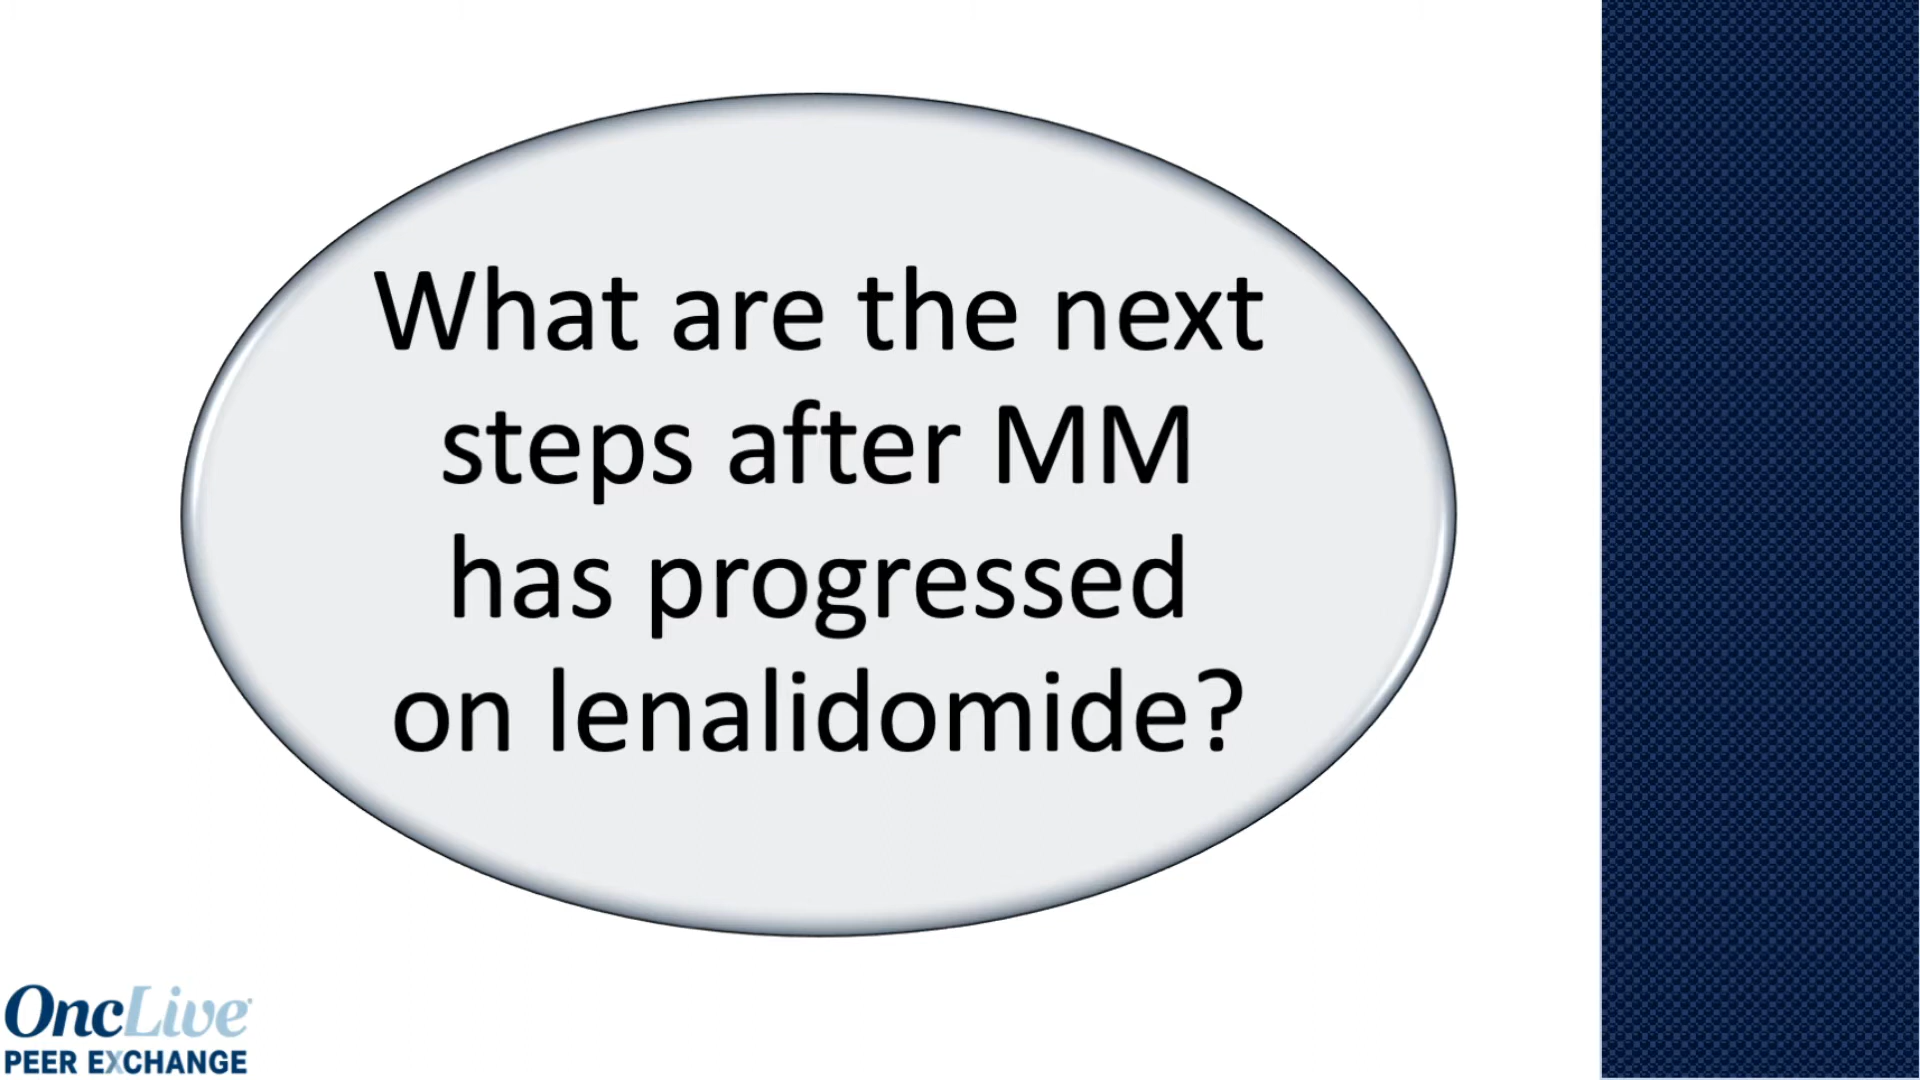 What are the next
steps after MM
has progressed
on lenalidomide?
OncLive
PEER EXCHANGE